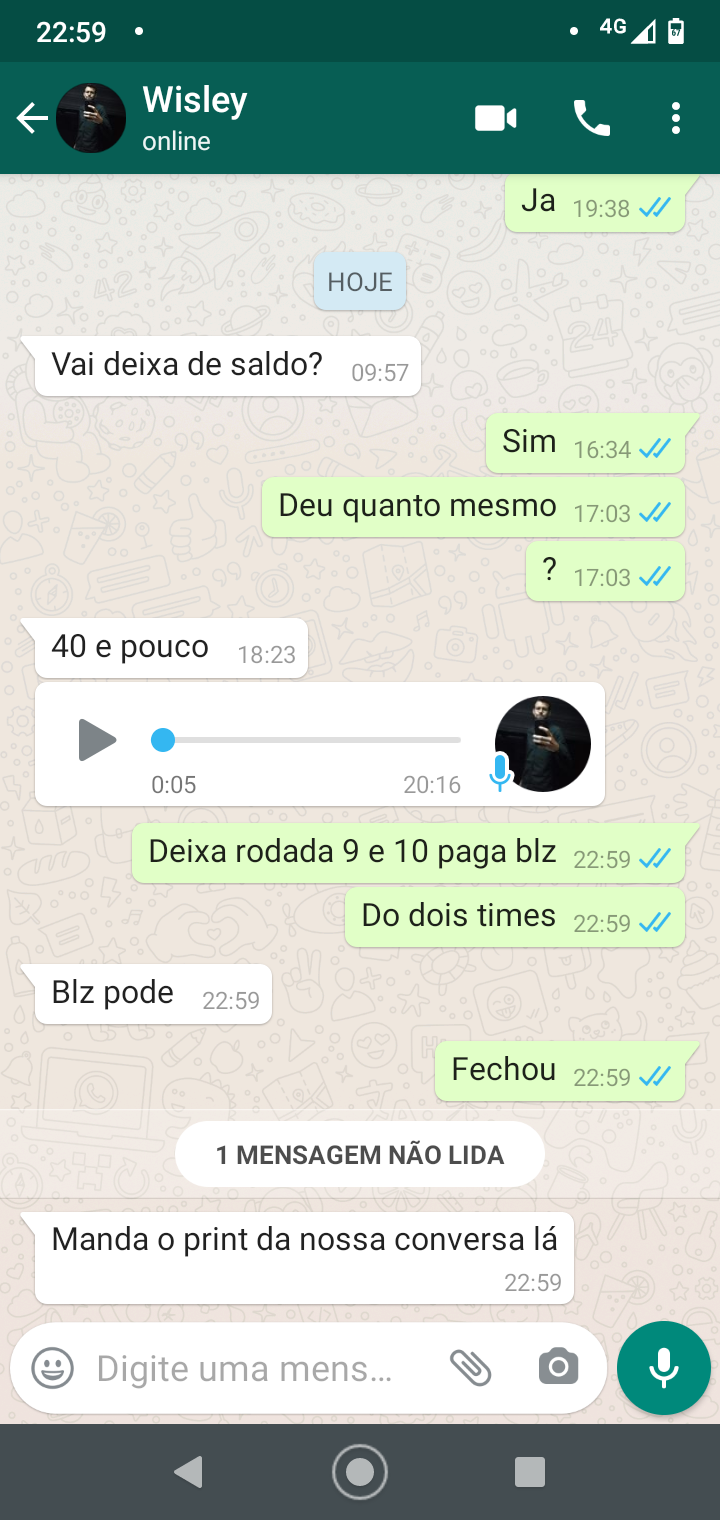 22:59
4G
67
Wisley
online
Ja 19:38
HOJE
Vai deixa de saldo? 09:57
Sim 16:34
Deu quanto mesmo 17:03
? 17:03
40 e pouco 18:23
0:05 20:16
Deixa rodada 9 e 10 paga blz 22:59
Do dois times 22:59
Blz pode 22:59
Fechou 22:59
1 MENSAGEM NÃO LIDA
Manda o print da nossa conversa lá
22:59
Digite uma mens...